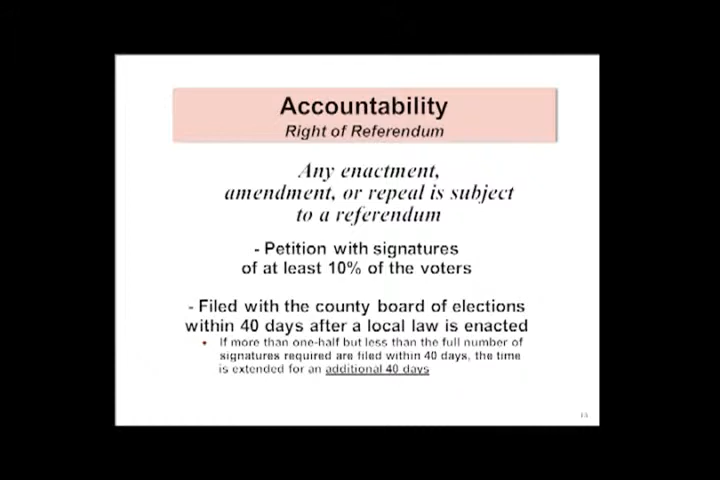 Accountability
Right of Referendum
Any enactment,
amendment, or repeal is subject
to a referendum
- Petition with signatures
of at least 10% of the voters
- Filed with the county board of elections
within 40 days after a local law is enacted
• If more than one-half but less than the full number of
signatures required are filed within 40 days, the time
is extended for an additional 40 days